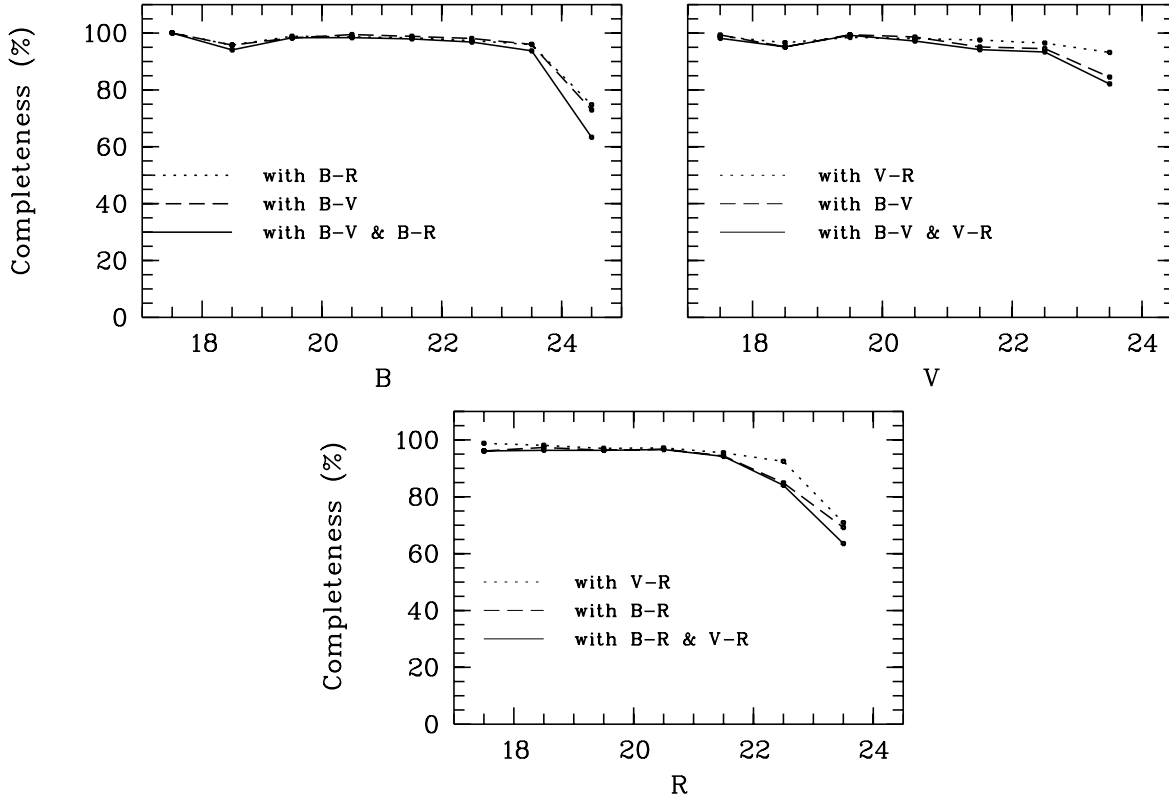 Completeness (%)
100
80
60
40
20
0
with B-R
with B-V
with B-V & B-R
18 20 22 24
B
with V-R
with B-V
with B-V & V-R
18 20 22 24
V
Completeness (%)
100
80
60
40
20
0
with V-R
with B-R
with B-R & V-R
18 20 22 24
R